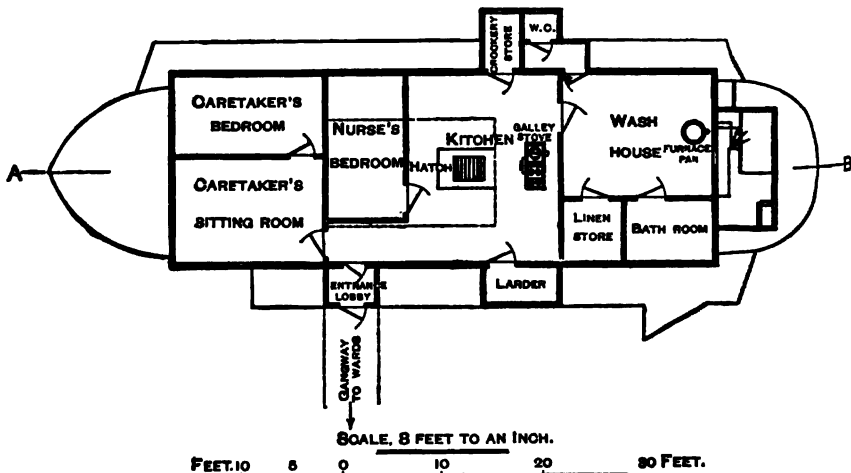 CROCKERY
STORE
W.C.
CARETAKER'S
BEDROOM
NURSE'S
BEDROOM
KITCHEN
HATCH
GALLEY
STOVE
WASH
HOUSE
FURNACE
PAN
A
B
CARETAKER'S
SITTING ROOM
LINEN
STORE
BATH ROOM
ENTRANCE
LOBBY
LARDER
GANGWAY
TO WARDS
SCALE, 8 FEET TO AN INCH.
FEET.10 5 0 10 20 30 FEET.